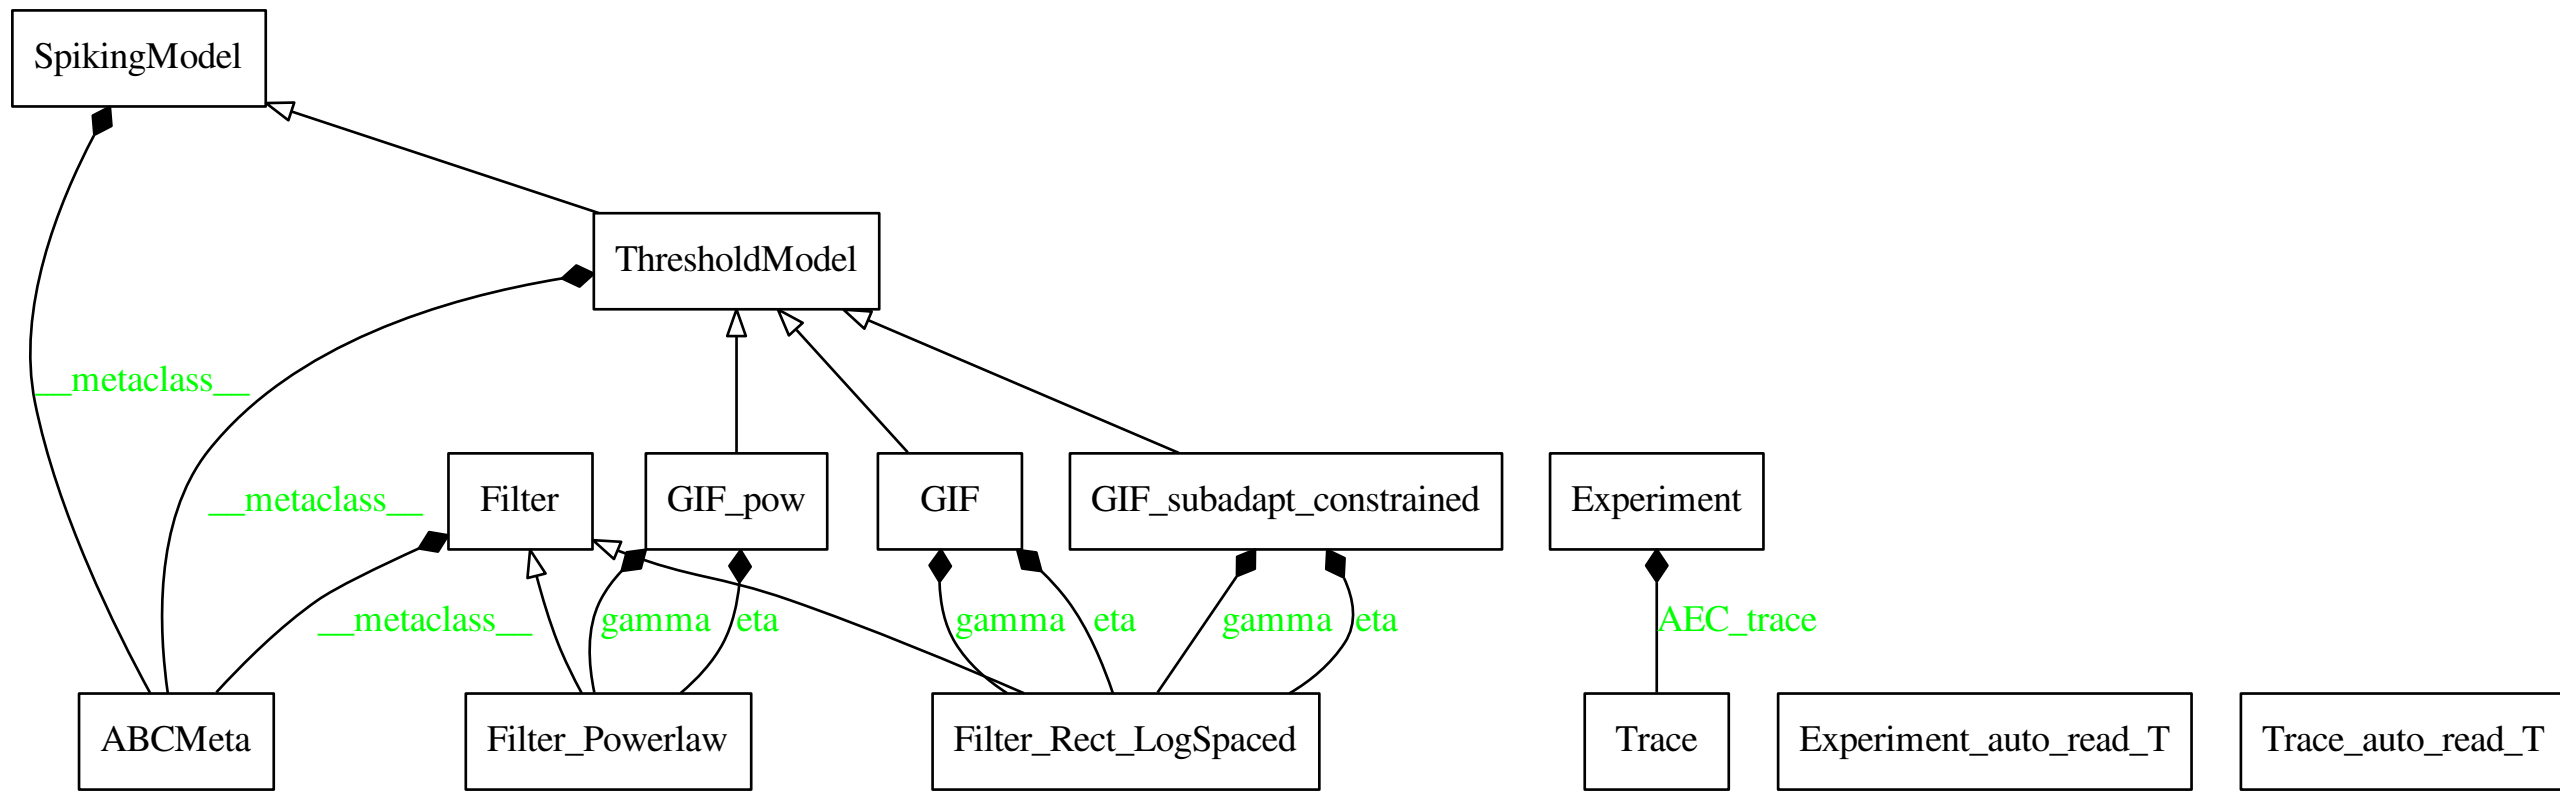 SpikingModel
ThresholdModel
__metaclass__
__metaclass__
Filter
GIF_pow
GIF
GIF_subadapt_constrained
Experiment
__metaclass__
gamma
eta
gamma
eta
gamma
eta
AEC_trace
ABCMeta
Filter_Powerlaw
Filter_Rect_LogSpaced
Trace
Experiment_auto_read_T
Trace_auto_read_T